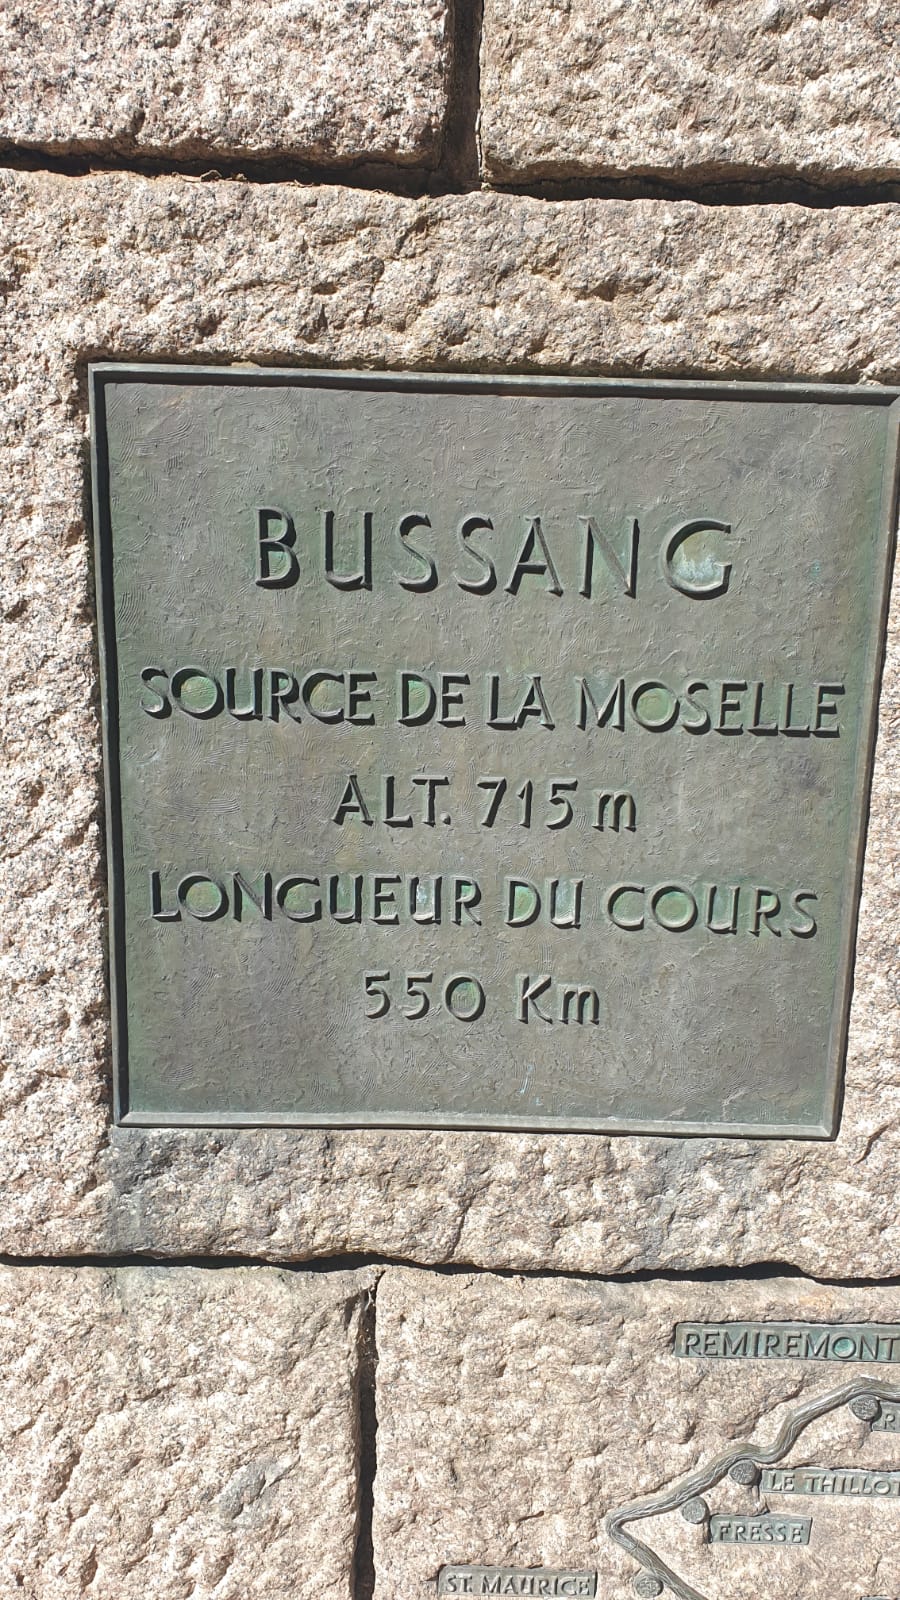 BUSSANG
SOURCE DE LA MOSELLE
ALT. 715 m
LONGUEUR DU COURS
550 Km
REMIREMONT
LE THILLOT
FRESSE
ST. MAURICE